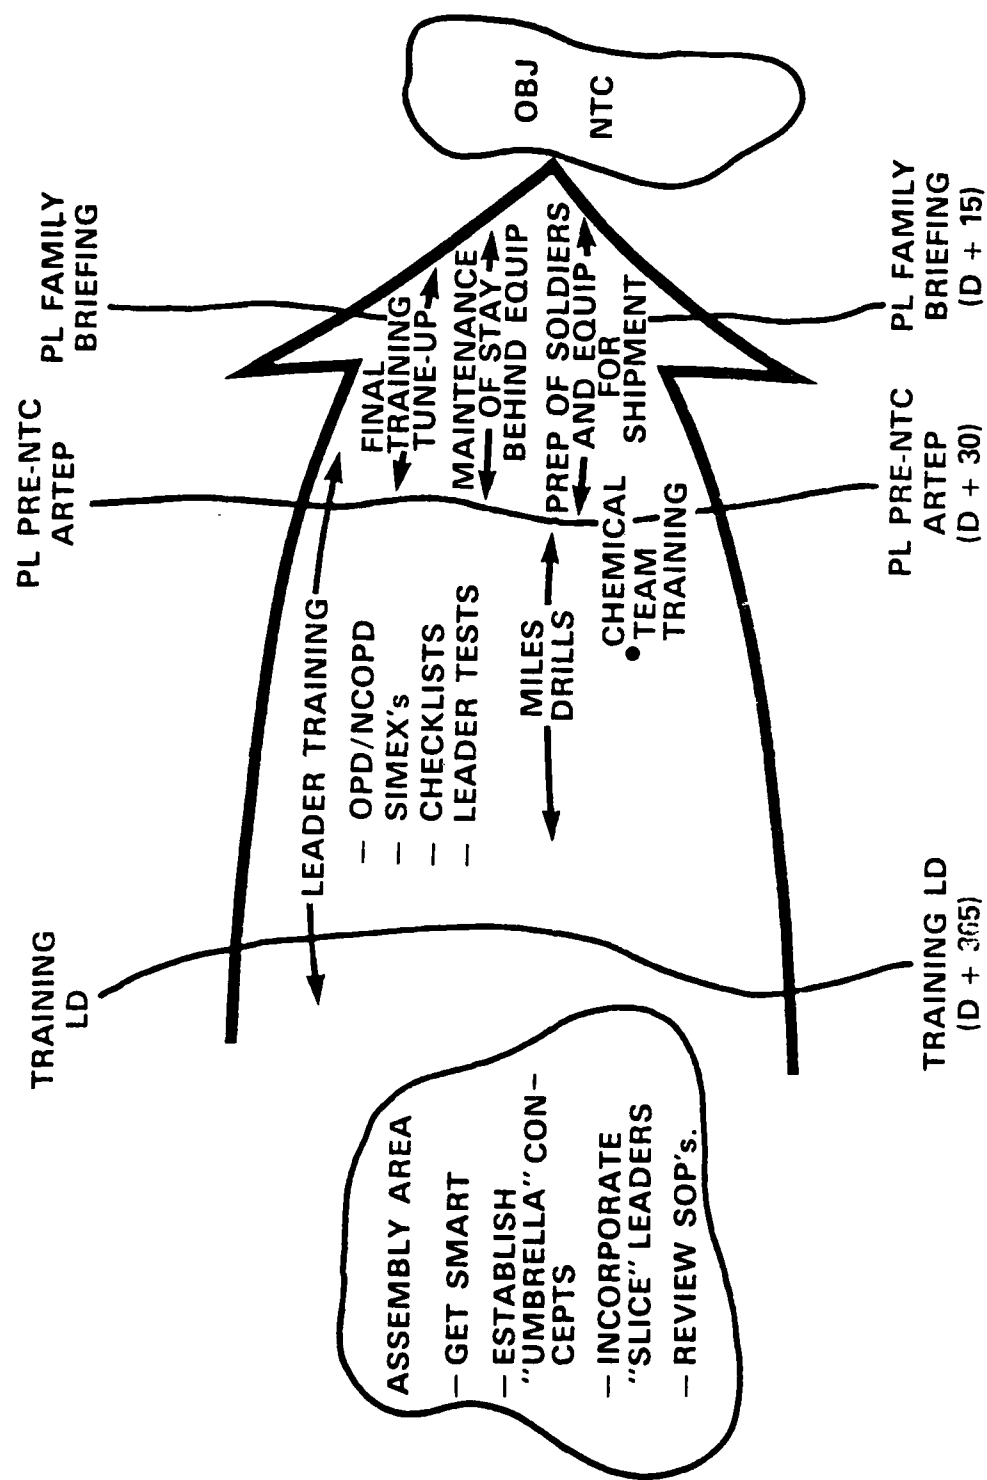 TRAINING
LD
PL PRE-NTC
ARTEP
PL FAMILY
BRIEFING
ASSEMBLY AREA
— GET SMART
— ESTABLISH
"UMBRELLA" CON-
CEPTS
— INCORPORATE
"SLICE" LEADERS
— REVIEW SOP's.
LEADER TRAINING
— OPD/NCOPD
— SIMEX's
— CHECKLISTS
— LEADER TESTS
MILES
DRILLS
• CHEMICAL
TEAM
TRAINING
FINAL
TRAINING
TUNE-UP
MAINTENANCE
OF STAY
BEHIND EQUIP
PREP OF SOLDIERS
AND EQUIP
FOR
SHIPMENT
OBJ
NTC
TRAINING LD
(D + 365)
PL PRE-NTC
ARTEP
(D + 30)
PL FAMILY
BRIEFING
(D + 15)